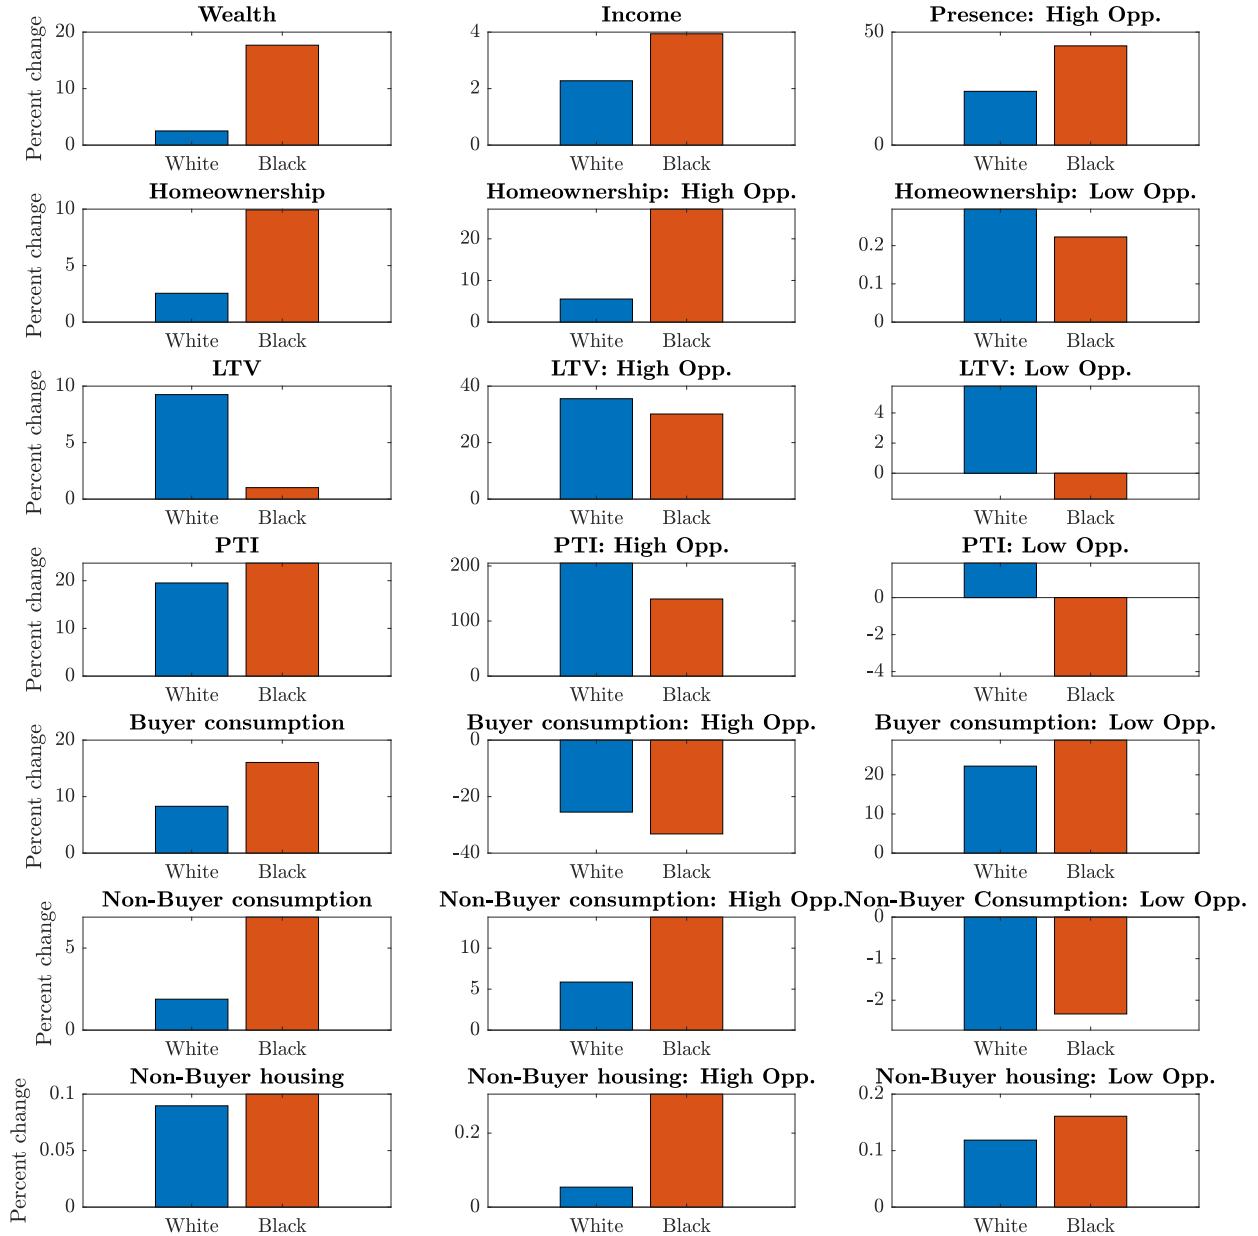 Wealth
Income
Presence: High Opp.
Percent change
20
10
0
White Black
4
2
0
White Black
50
0
White Black
Homeownership
Homeownership: High Opp.
Homeownership: Low Opp.
Percent change
10
5
0
White Black
20
10
0
White Black
0.2
0.1
0
White Black
LTV
LTV: High Opp.
LTV: Low Opp.
Percent change
10
5
0
White Black
40
20
0
White Black
4
2
0
White Black
PTI
PTI: High Opp.
PTI: Low Opp.
Percent change
20
10
0
White Black
200
100
0
White Black
0
-2
-4
White Black
Buyer consumption
Buyer consumption: High Opp.
Buyer consumption: Low Opp.
Percent change
20
10
0
White Black
0
-20
-40
White Black
20
10
0
White Black
Non-Buyer consumption
Non-Buyer consumption: High Opp.
Non-Buyer Consumption: Low Opp.
Percent change
5
0
White Black
10
5
0
White Black
0
-1
-2
White Black
Non-Buyer housing
Non-Buyer housing: High Opp.
Non-Buyer housing: Low Opp.
Percent change
0.1
0.05
0
White Black
0.2
0
White Black
0.2
0.1
0
White Black